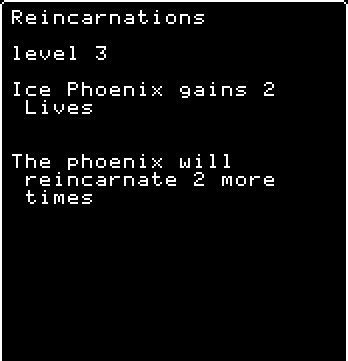 Reincarnations
level 3
Ice Phoenix gains 2
Lives
The phoenix will
reincarnate 2 more
times